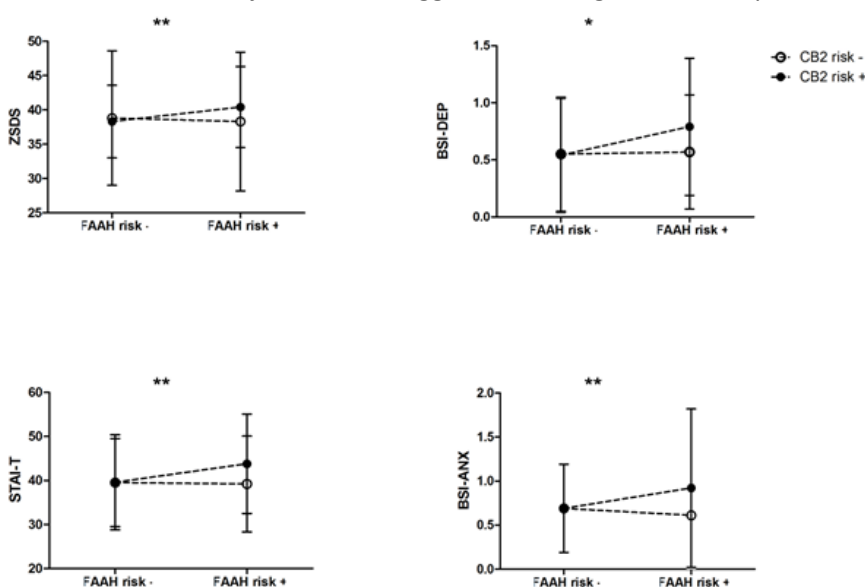 **
ZSDS
50
45
40
35
30
25
FAAH risk -
FAAH risk +
*
BSI-DEP
1.5
1.0
0.5
0.0
FAAH risk -
FAAH risk +
CB2 risk -
CB2 risk +
**
STAI-T
60
50
40
30
20
FAAH risk -
FAAH risk +
**
BSI-ANX
2.0
1.5
1.0
0.5
0.0
FAAH risk -
FAAH risk +